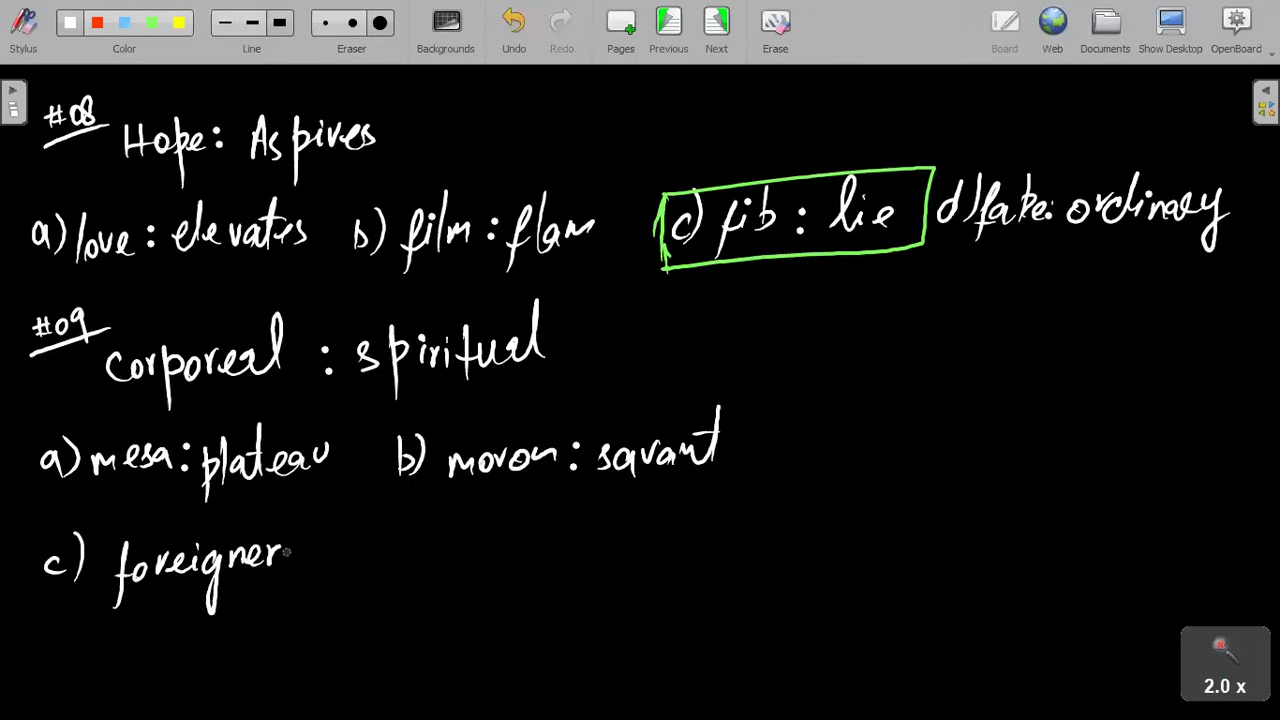 Stylus Color Line Eraser Backgrounds Undo Redo Pages Previous Next Erase Board Web Documents Show Desktop OpenBoard
#08
Hope: Aspires
a) love: elevates b) film: flam c) fib: lie d) fake: ordinary
#09
corporeal: spiritual
a) mesa: plateau b) moron: savant
c) foreigner
2.0 x